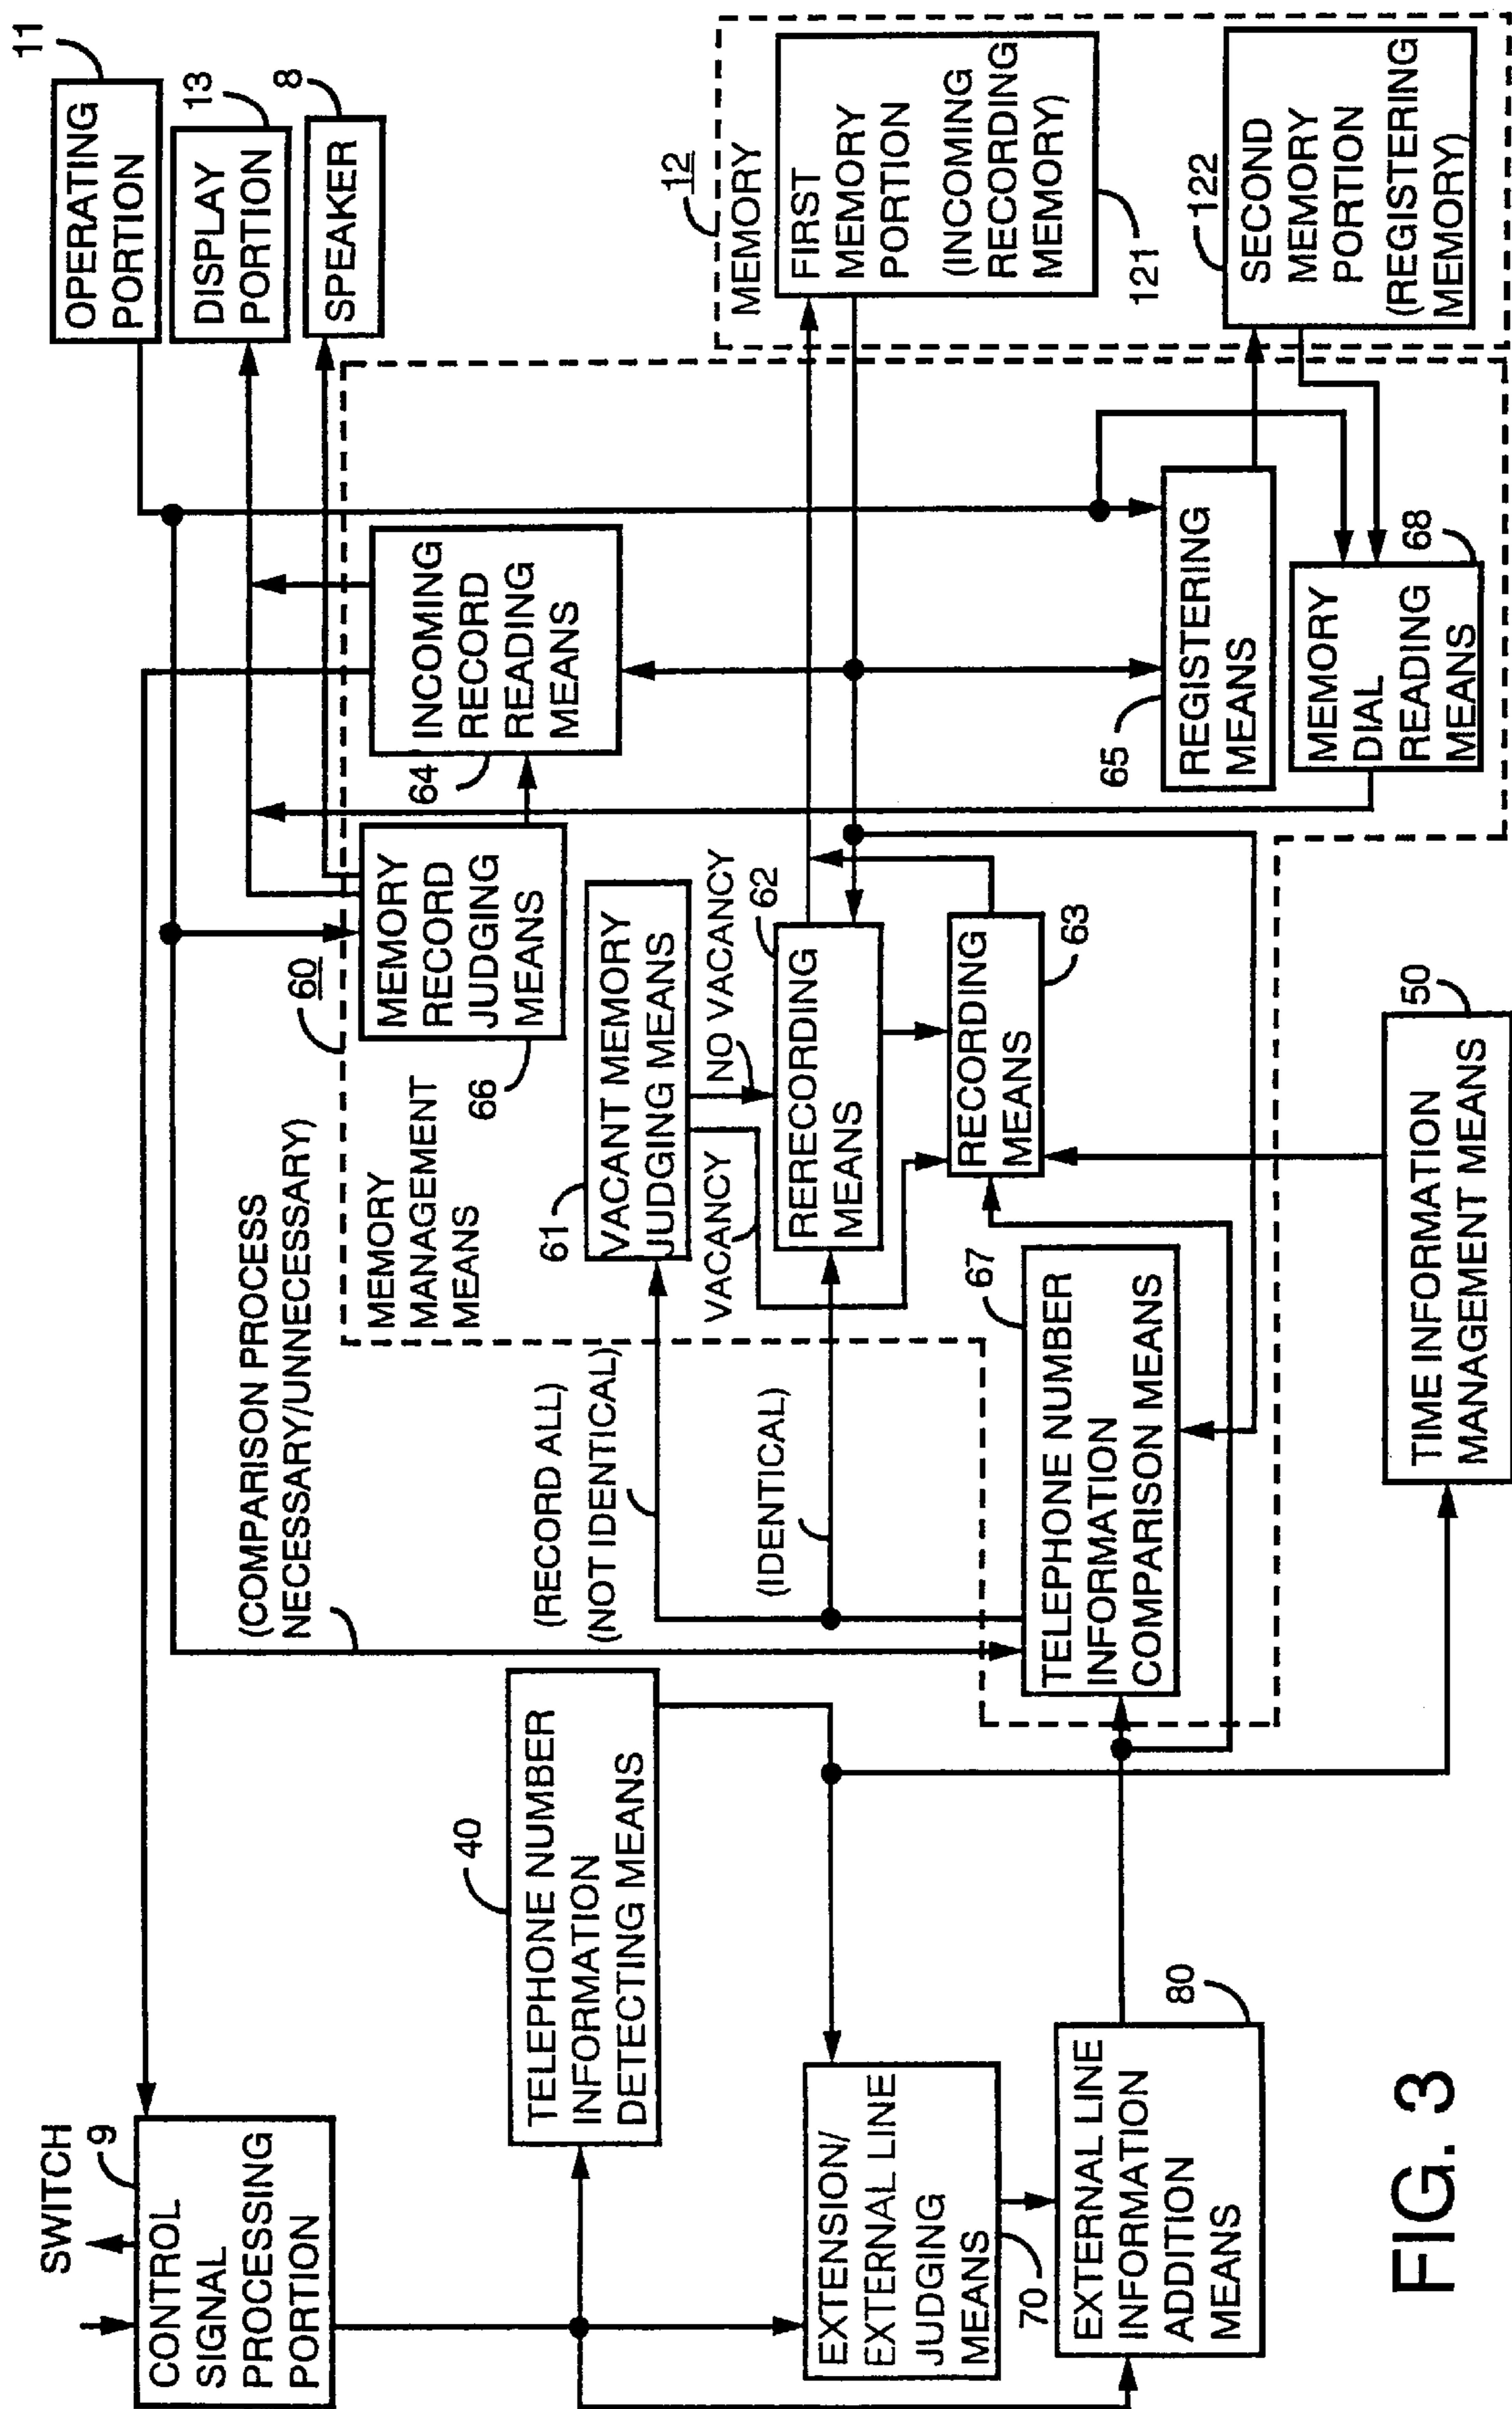 SWITCH
9
CONTROL
SIGNAL
PROCESSING
PORTION
40
TELEPHONE NUMBER
INFORMATION
DETECTING MEANS
EXTENSION/
EXTERNAL LINE
JUDGING
MEANS
70
EXTERNAL LINE
INFORMATION
ADDITION
MEANS
80
(COMPARISON PROCESS
NECESSARY/UNNECESSARY)
(RECORD ALL)
(NOT IDENTICAL)
(IDENTICAL)
67
TELEPHONE NUMBER
INFORMATION
COMPARISON MEANS
TIME INFORMATION
MANAGEMENT MEANS
50
MEMORY
MANAGEMENT
MEANS
60
MEMORY
RECORD
JUDGING
MEANS
66
61
VACANT MEMORY
JUDGING MEANS
VACANCY
NO VACANCY
RERECORDING
MEANS
62
RECORDING
MEANS
63
INCOMING
RECORD
READING
MEANS
64
REGISTERING
MEANS
65
MEMORY
DIAL
READING
MEANS
68
OPERATING
PORTION
11
DISPLAY
PORTION
13
SPEAKER
8
12
MEMORY
FIRST
MEMORY
PORTION
(INCOMING
RECORDING
MEMORY)
121
122
SECOND
MEMORY
PORTION
(REGISTERING
MEMORY)
FIG. 3